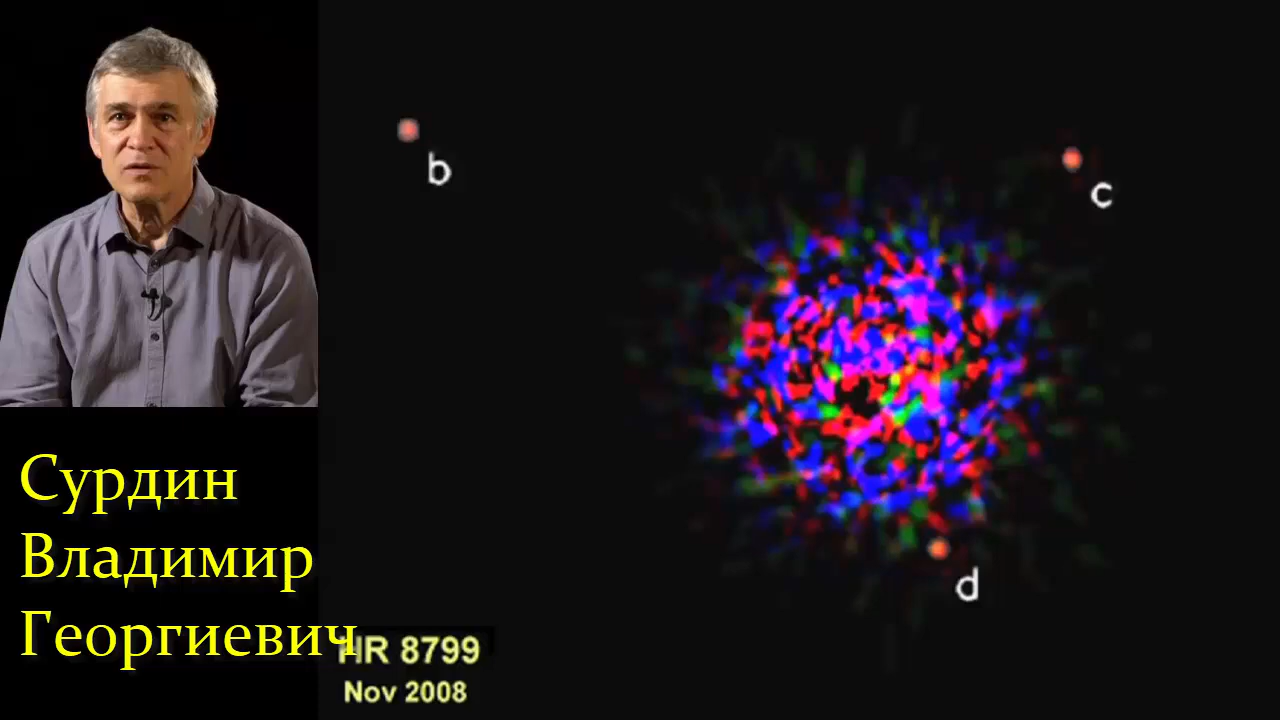 Сурдин
Владимир
Георгиевич
b
c
d
HR 8799
Nov 2008